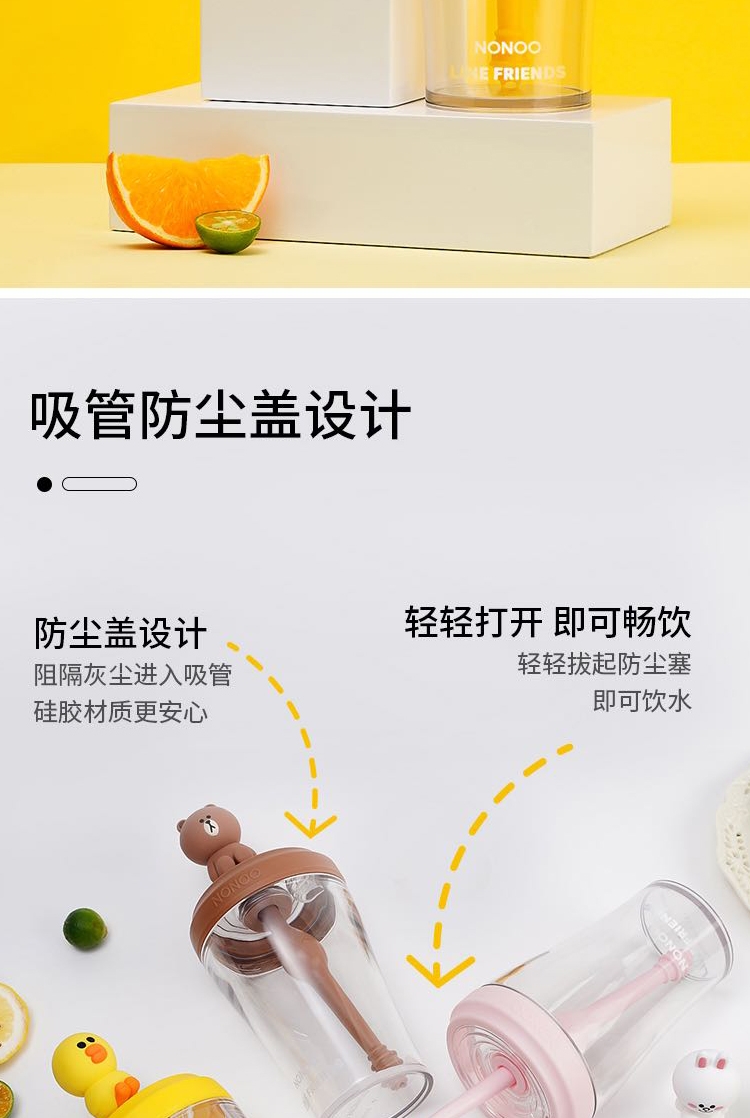 NONOO
LINE FRIENDS
吸管防尘盖设计
防尘盖设计
阻隔灰尘进入吸管
硅胶材质更安心
轻轻打开 即可畅饮
轻轻拔起防尘塞
即可饮水
NONOO
NONOO